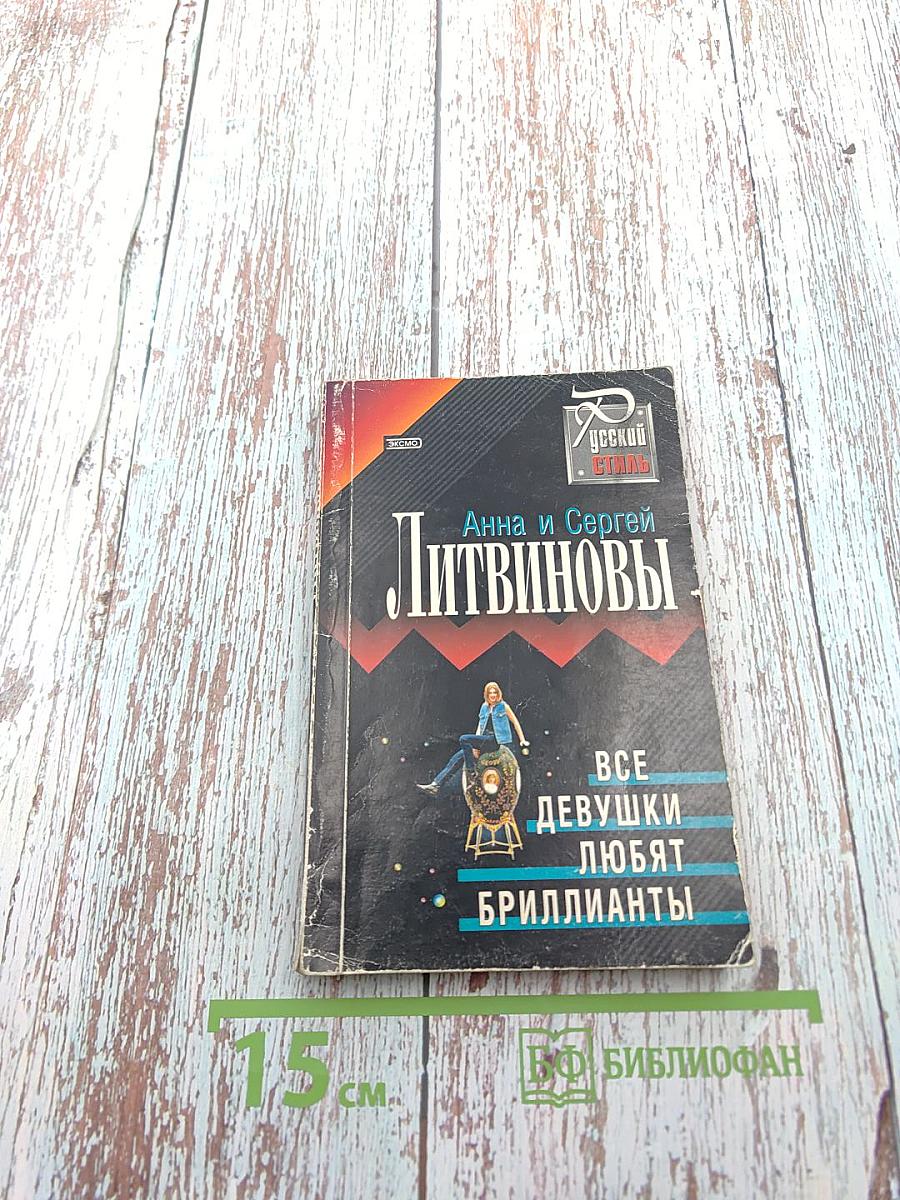 ЭКСМО
Русский
СТИЛЬ
Анна и Сергей
ЛИТВИНОВЫ
ВСЕ
ДЕВУШКИ
ЛЮБЯТ
БРИЛЛИАНТЫ
15 см
БФ БИБЛИОФАН